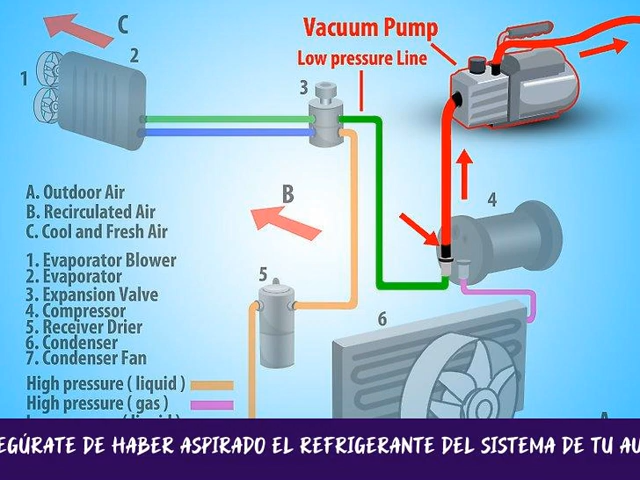 Vacuum Pump
Low pressure Line
C
2
1
3
A. Outdoor Air
B. Recirculated Air
C. Cool and Fresh Air
B
4
1. Evaporator Blower
2. Evaporator
3. Expansion Valve
4. Compressor
5. Receiver Drier
6. Condenser
7. Condenser Fan
5
6
High pressure ( liquid )
High pressure ( gas )
DE HABER ASPIRADO EL REFRIGERANTE DEL SISTEMA DE TU